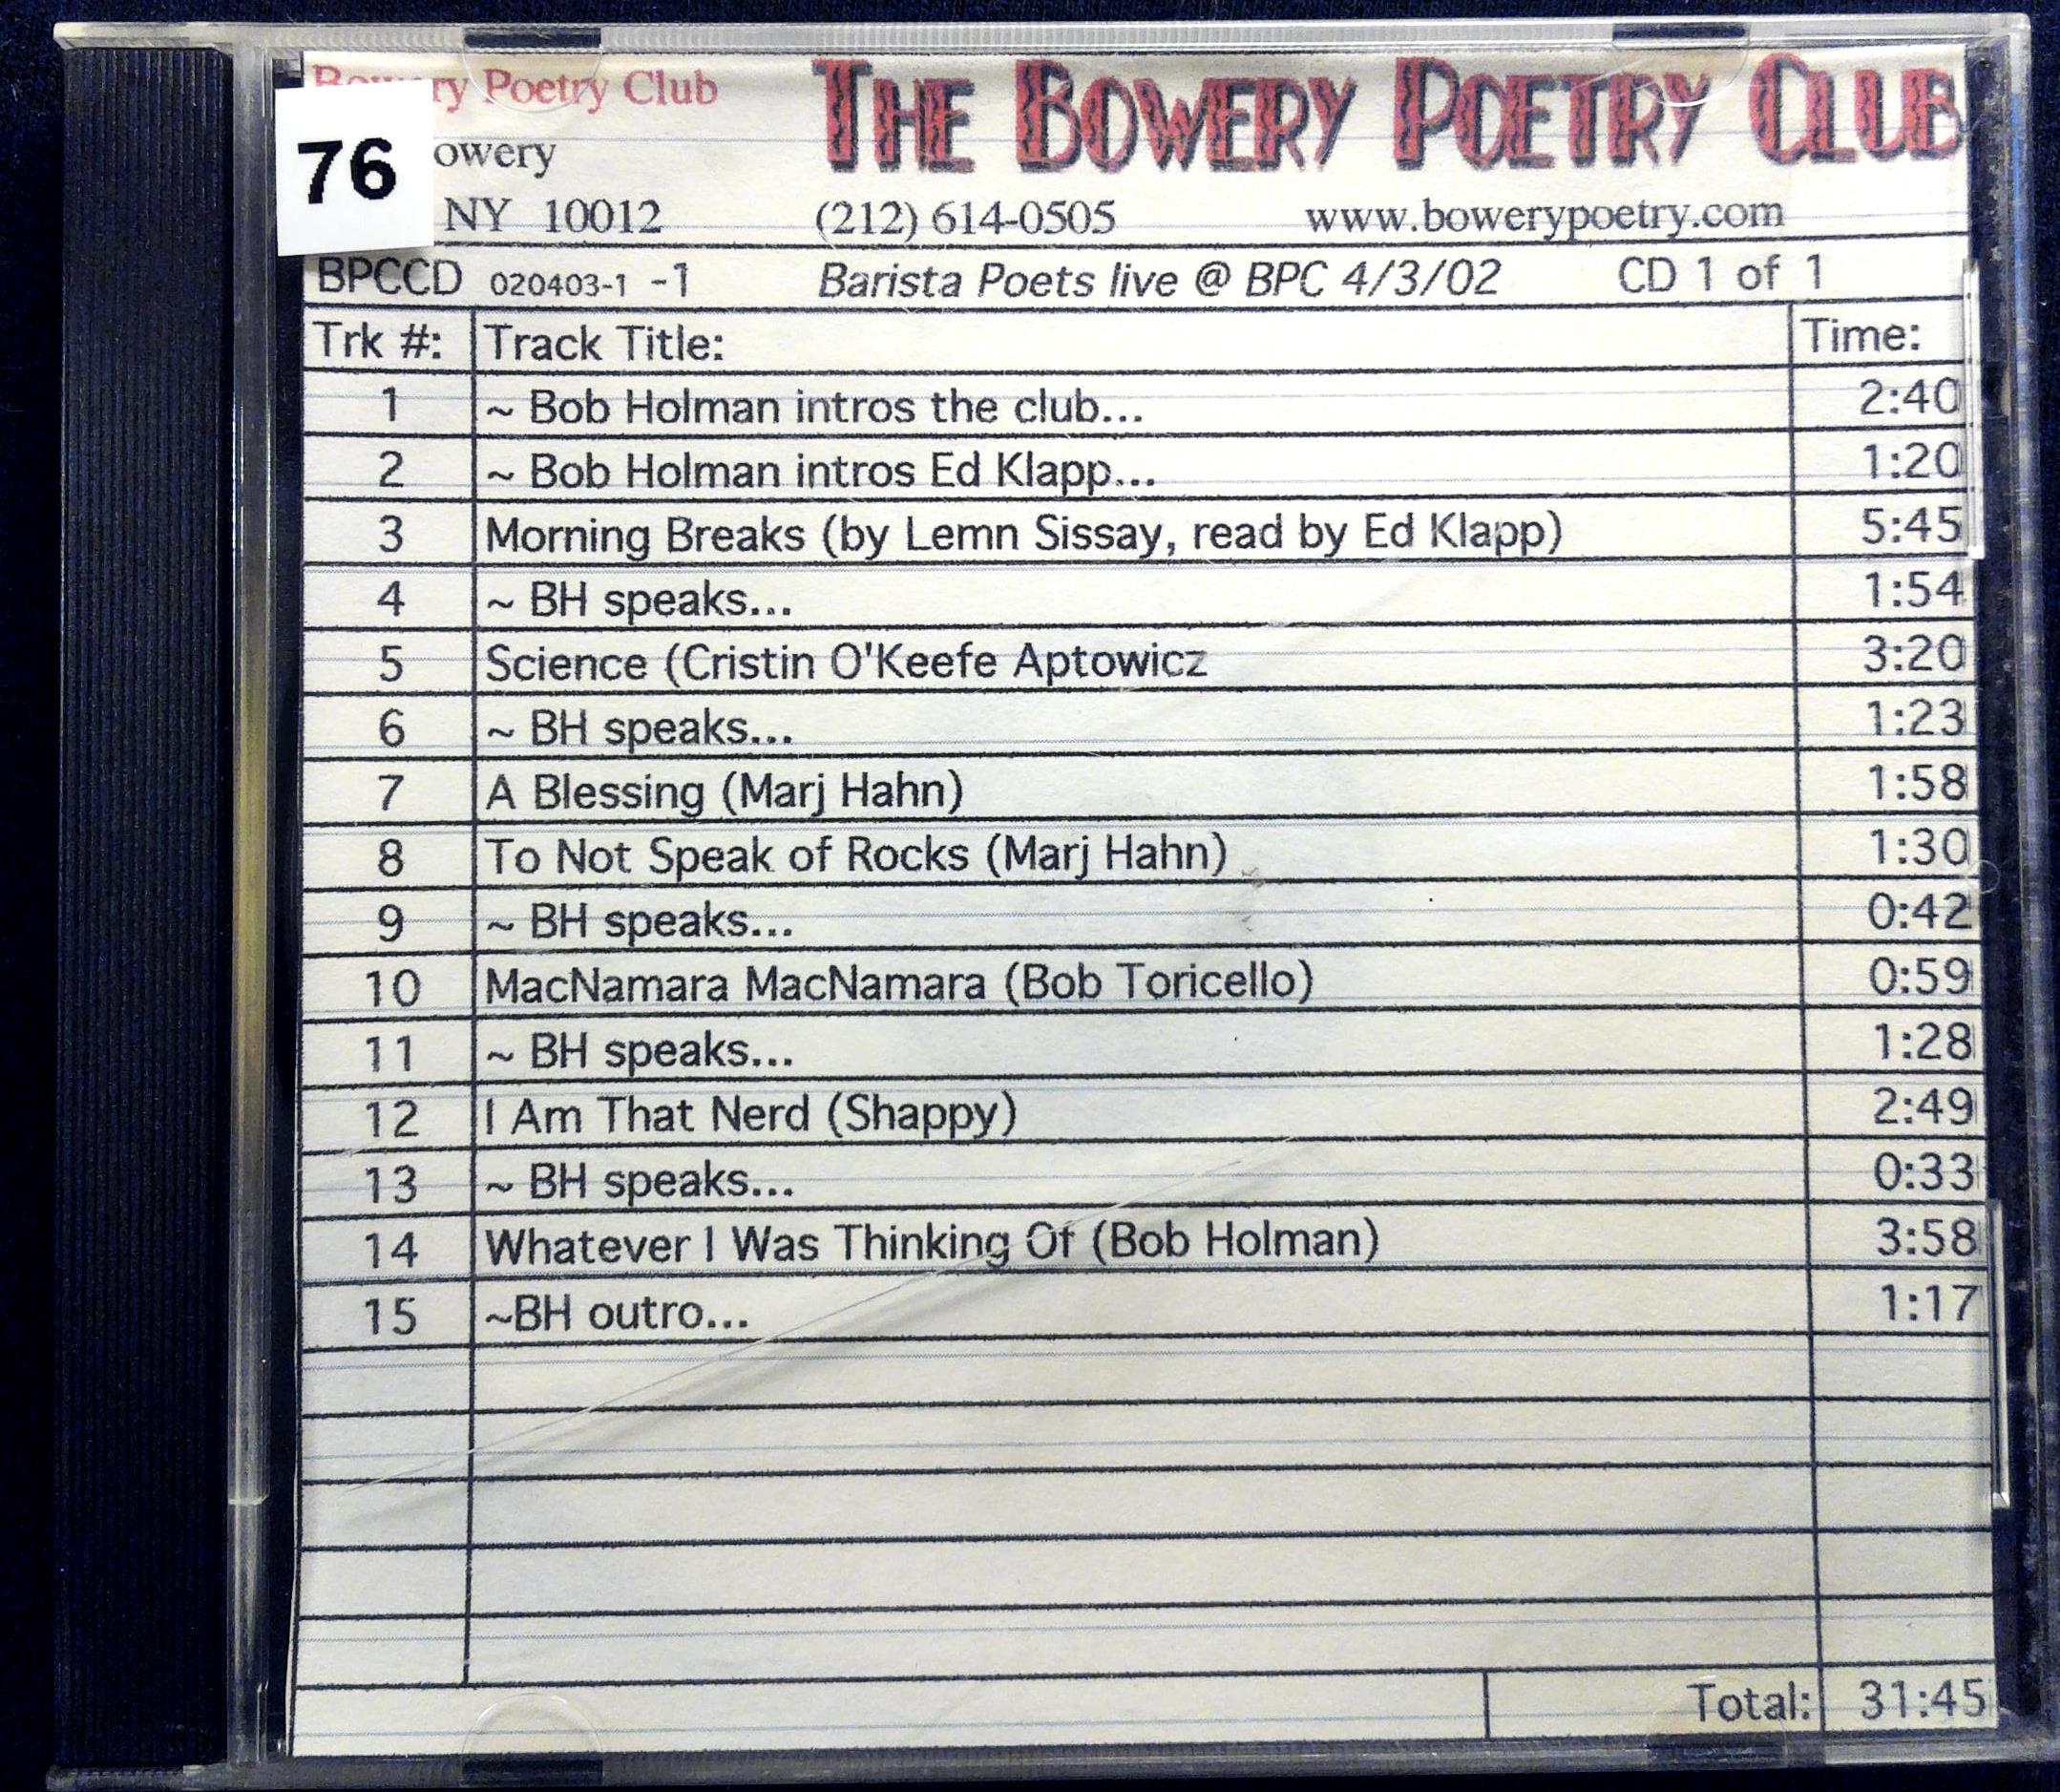 Bowery Poetry Club
THE BOWERY POETRY CLUB
76
owery
NY 10012 (212) 614-0505 www.bowerypoetry.com
BPCCD 020403-1 -1 Barista Poets live @ BPC 4/3/02 CD 1 of 1
Trk #: Track Title: Time:
1 ~ Bob Holman intros the club... 2:40
2 ~ Bob Holman intros Ed Klapp... 1:20
3 Morning Breaks (by Lemn Sissay, read by Ed Klapp) 5:45
4 ~ BH speaks... 1:54
5 Science (Cristin O'Keefe Aptowicz 3:20
6 ~ BH speaks... 1:23
7 A Blessing (Marj Hahn) 1:58
8 To Not Speak of Rocks (Marj Hahn) 1:30
9 ~ BH speaks... 0:42
10 MacNamara MacNamara (Bob Toricello) 0:59
11 ~ BH speaks... 1:28
12 I Am That Nerd (Shappy) 2:49
13 ~ BH speaks... 0:33
14 Whatever I Was Thinking Of (Bob Holman) 3:58
15 ~BH outro... 1:17
Total: 31:45